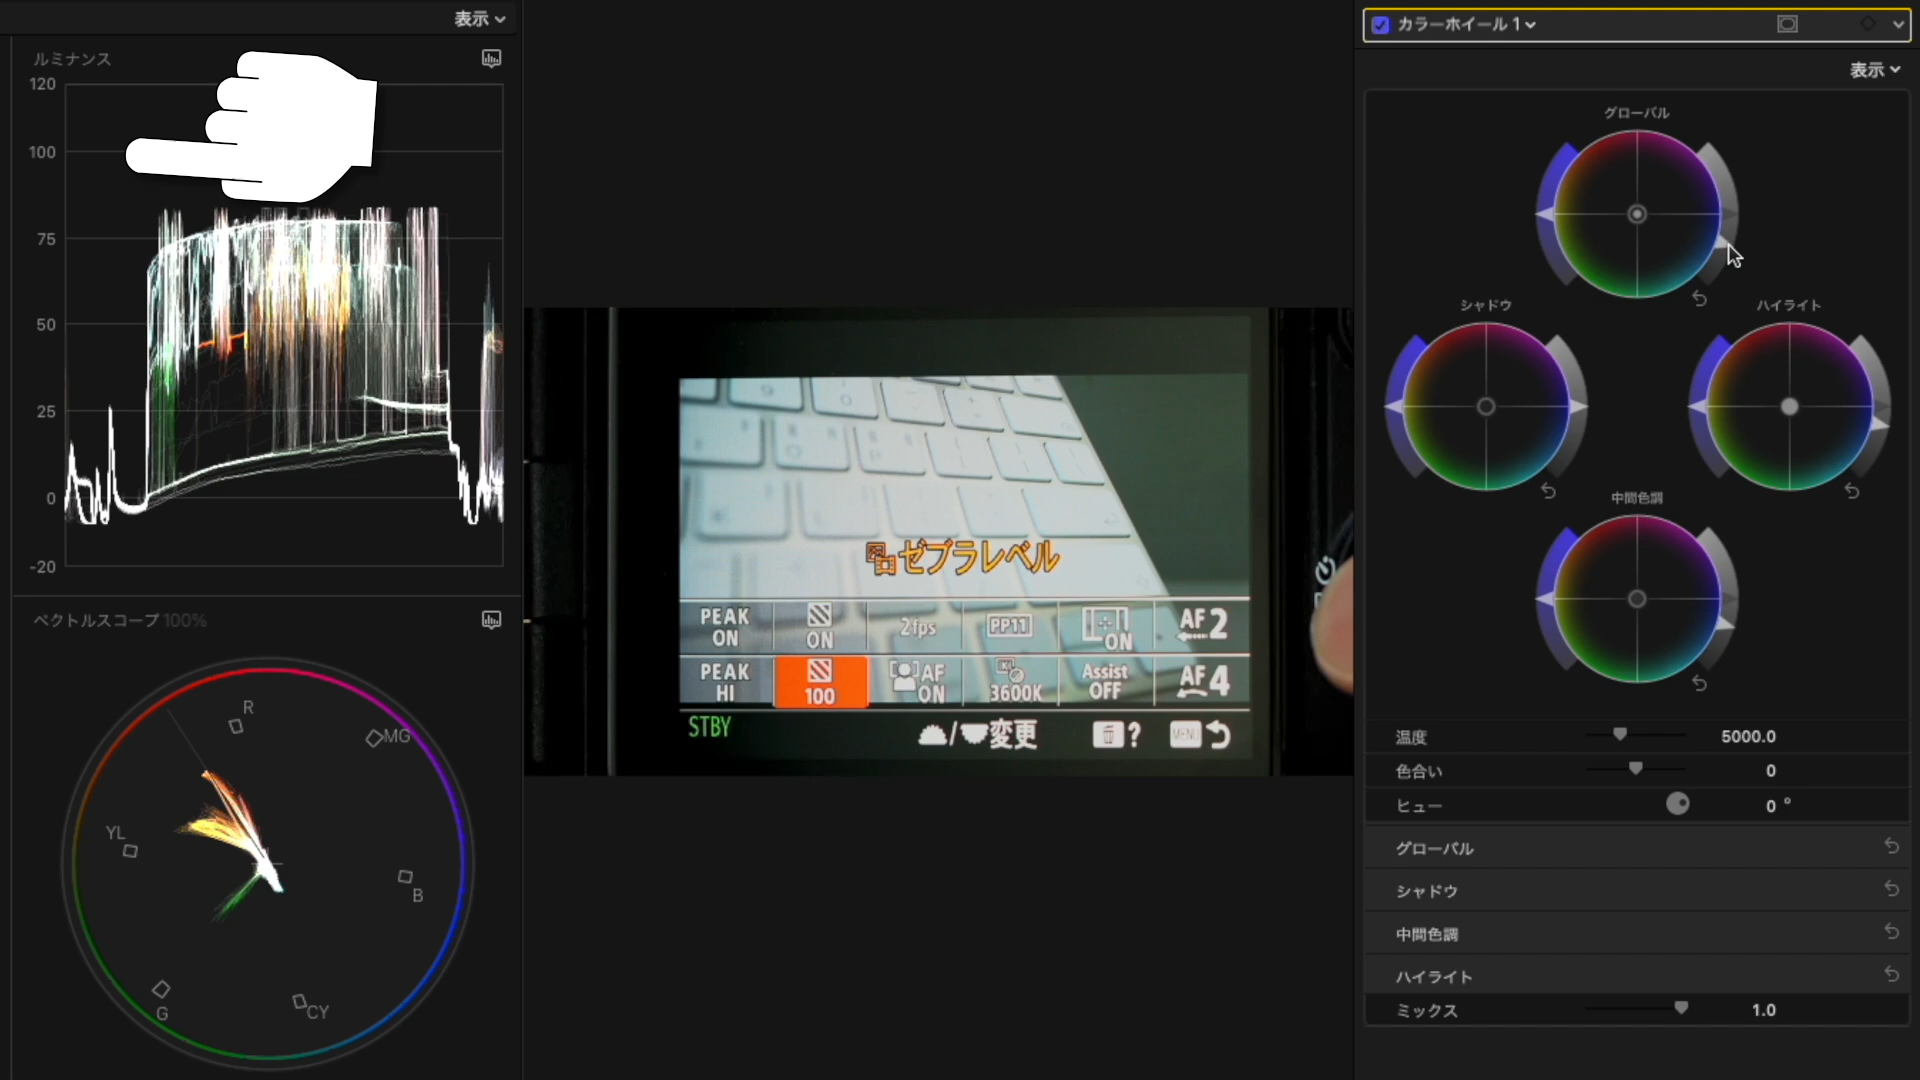 表示
ルミナンス
120
100
75
50
25
0
-20
ベクトルスコープ 100%
R
MG
YL
B
G
CY
ゼブラレベル
PEAK ON
ON
2fps
PP11
ON
AF 2
PEAK HI
100
AF ON
3600K
Assist OFF
AF 4
STBY
/ 変更
?
MENU
カラーホイール 1
表示
グローバル
シャドウ
ハイライト
中間色調
温度 5000.0
色合い 0
ヒュー 0 °
グローバル
シャドウ
中間色調
ハイライト
ミックス 1.0